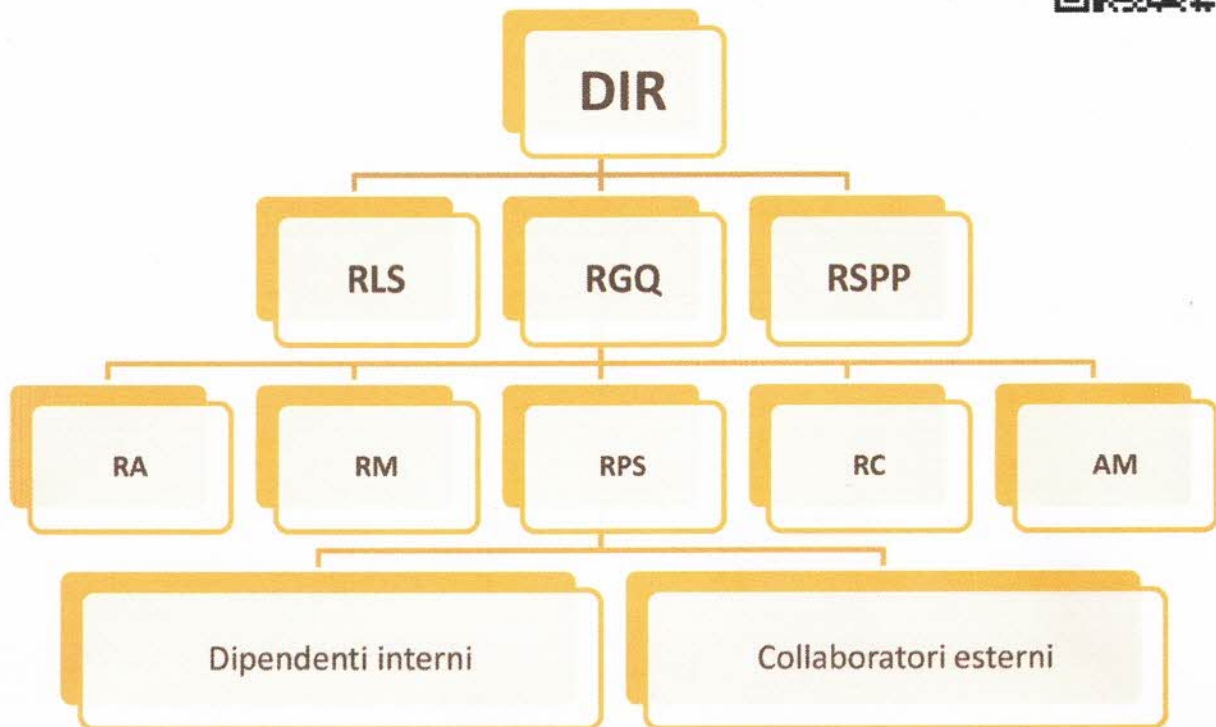 DIR
RLS RGQ RSPP
RA RM RPS RC AM
Dipendenti interni Collaboratori esterni